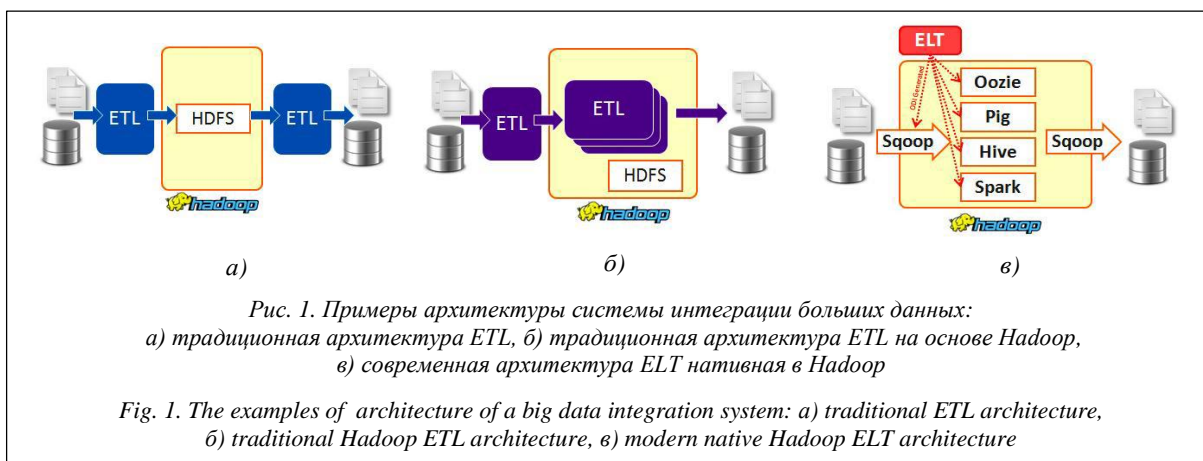 ETL
HDFS
ETL
hadoop
а)
ETL
ETL
HDFS
hadoop
б)
ELT
ODI Generated
Sqoop
Oozie
Pig
Hive
Spark
Sqoop
hadoop
в)
Рис. 1. Примеры архитектуры системы интеграции больших данных:
а) традиционная архитектура ETL, б) традиционная архитектура ETL на основе Hadoop,
в) современная архитектура ELT нативная в Hadoop
Fig. 1. The examples of architecture of a big data integration system: a) traditional ETL architecture,
б) traditional Hadoop ETL architecture, в) modern native Hadoop ELT architecture